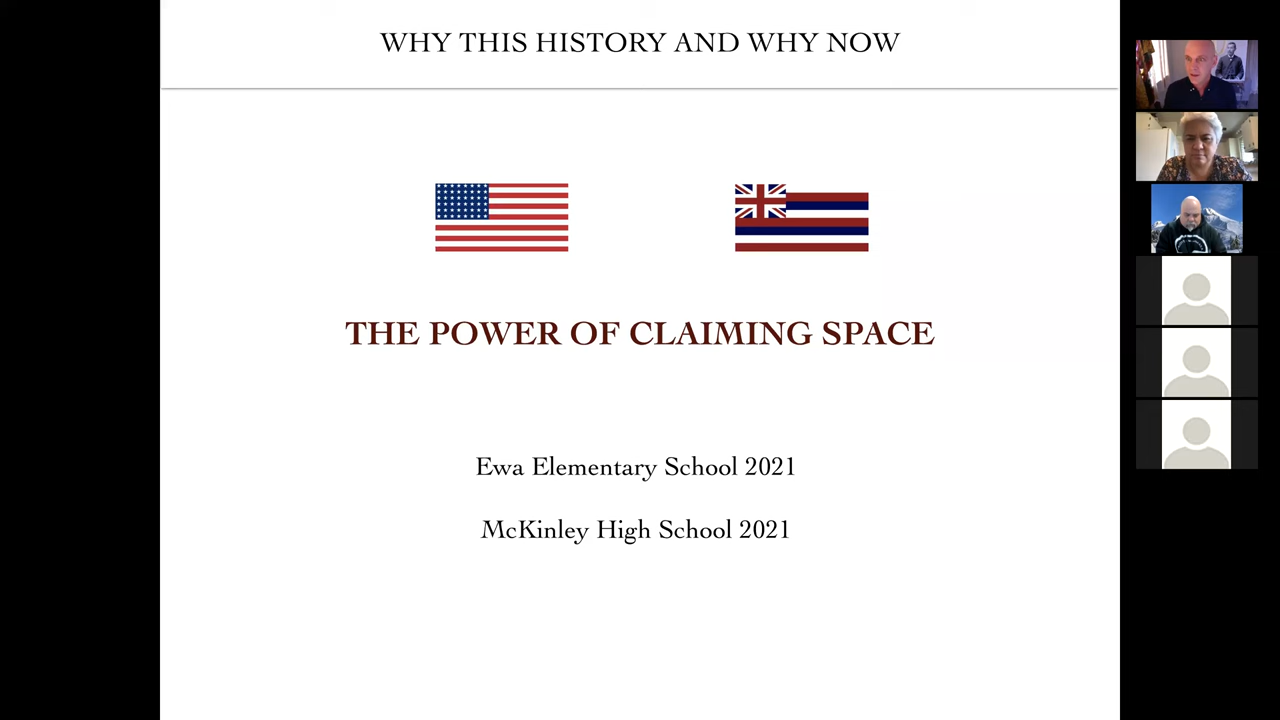 WHY THIS HISTORY AND WHY NOW
THE POWER OF CLAIMING SPACE
Ewa Elementary School 2021
McKinley High School 2021